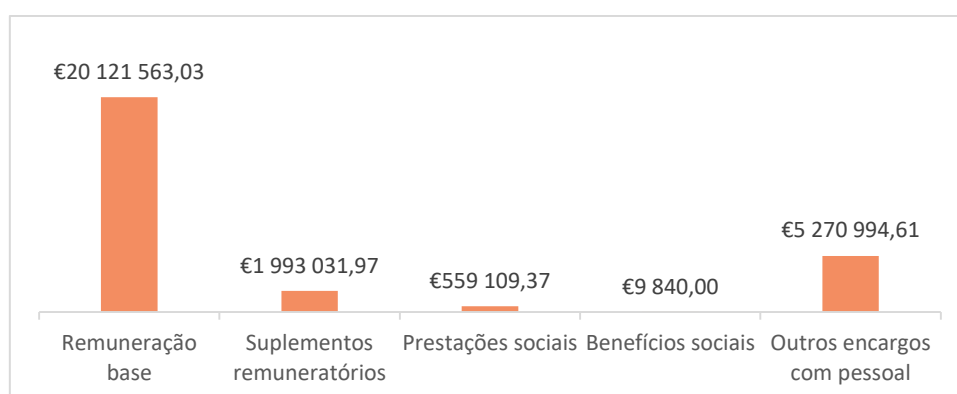 €20 121 563,03
€1 993 031,97
€559 109,37
€9 840,00
€5 270 994,61
Remuneração
base
Suplementos
remuneratórios
Prestações sociais
Benefícios sociais
Outros encargos
com pessoal